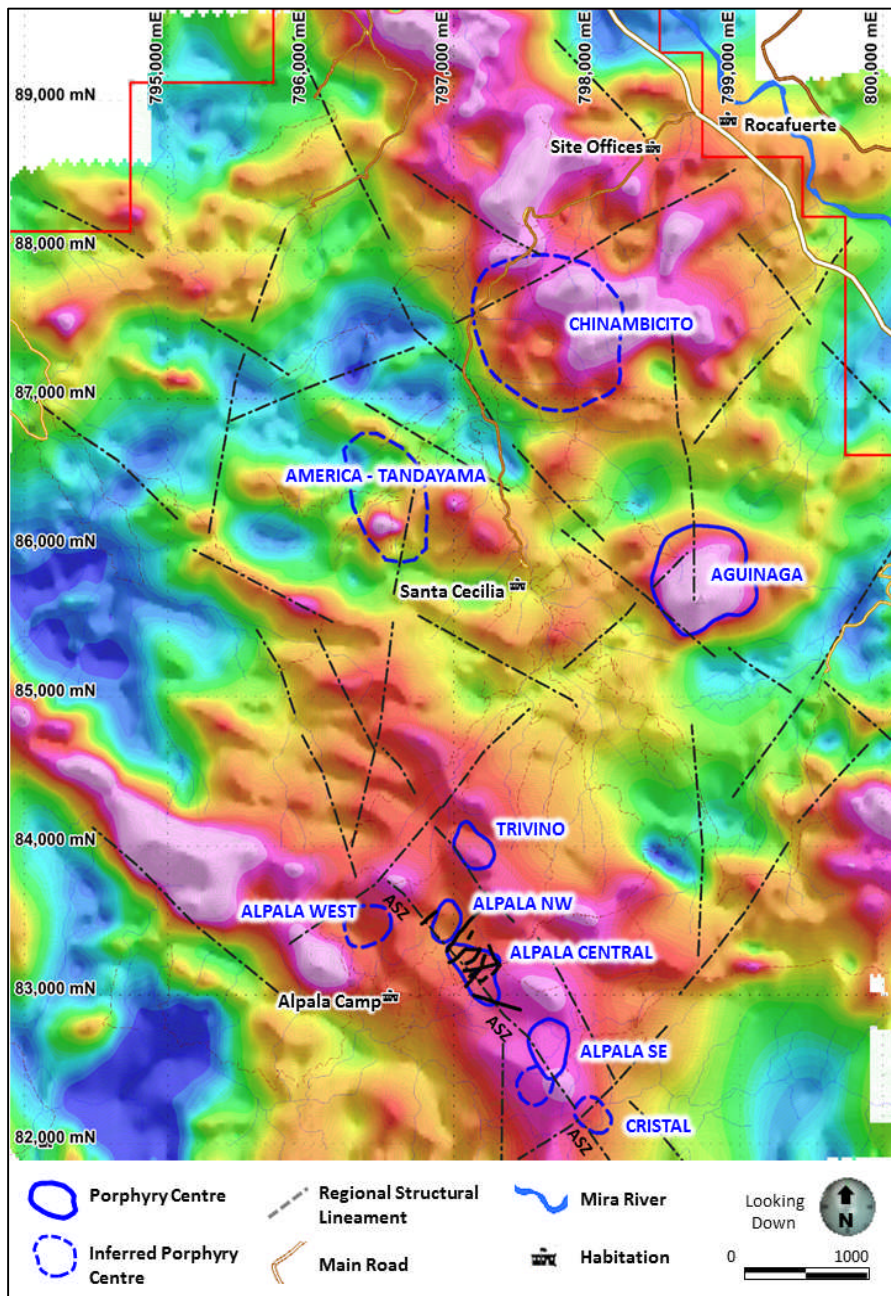 795,000 mE
796,000 mE
797,000 mE
798,000 mE
799,000 mE
800,000 mE
89,000 mN
Rocafuerte
Site Offices
88,000 mN
CHINAMBICITO
87,000 mN
AMERICA - TANDAYAMA
86,000 mN
AGUINAGA
Santa Cecilia
85,000 mN
84,000 mN
TRIVINO
ALPALA WEST
ASZ
ALPALA NW
ALPALA CENTRAL
83,000 mN
Alpala Camp
ASZ
ALPALA SE
CRISTAL
82,000 mN
ASZ
Porphyry Centre
Regional Structural
Lineament
Mira River
Looking
Down
N
Inferred Porphyry
Centre
Main Road
Habitation
0 1000